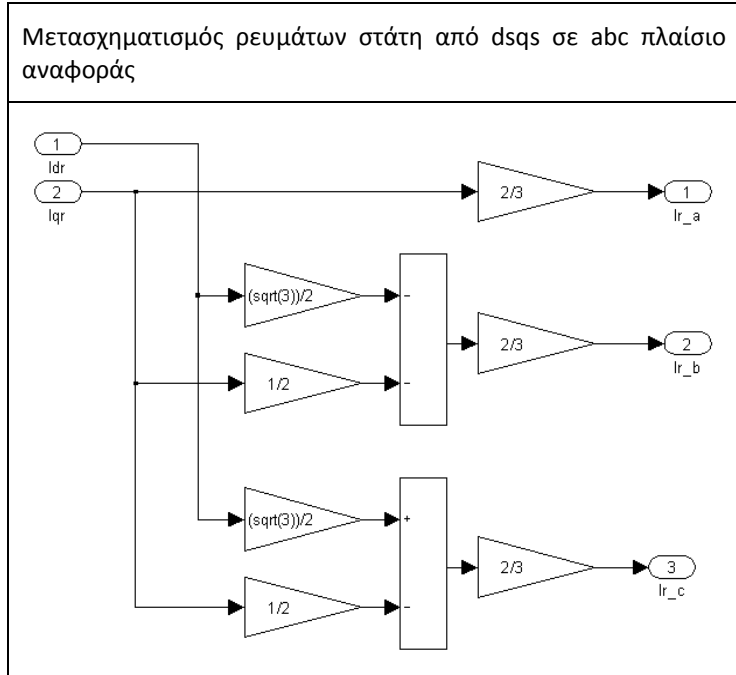 Μετασχηματισμός ρευμάτων στάτη από dsqs σε abc πλαίσιο
αναφοράς
1
Idr
2
Iqr
2/3
1
Ir_a
(sqrt(3))/2
−
1/2
−
2/3
2
Ir_b
(sqrt(3))/2
+
1/2
−
2/3
3
Ir_c